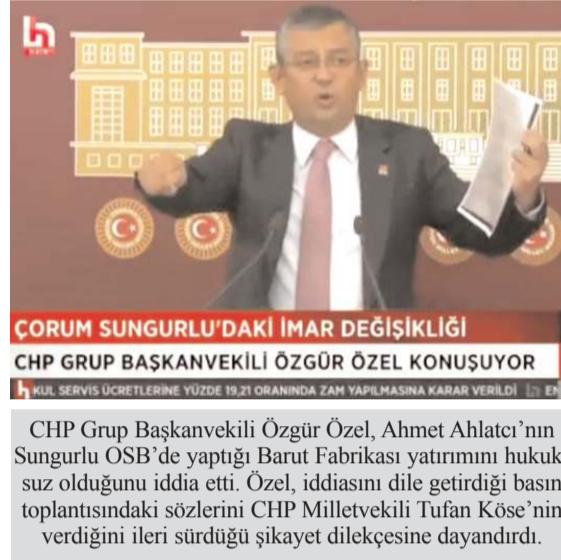 h
HALKTV
ÇORUM SUNGURLU'DAKİ İMAR DEĞİŞİKLİĞİ
CHP GRUP BAŞKANVEKİLİ ÖZGÜR ÖZEL KONUŞUYOR
KUL SERVİS ÜCRETLERİNE YÜZDE 19,21 ORANINDA ZAM YAPILMASINA KARAR VERİLDİ EN
CHP Grup Başkanvekili Özgür Özel, Ahmet Ahlatcı’nın
Sungurlu OSB’de yaptığı Barut Fabrikası yatırımını hukuk
suz olduğunu iddia etti. Özel, iddiasını dile getirdiği basın
toplantısındaki sözlerini CHP Milletvekili Tufan Köse’nin
verdiğini ileri sürdüğü şikayet dilekçesine dayandırdı.